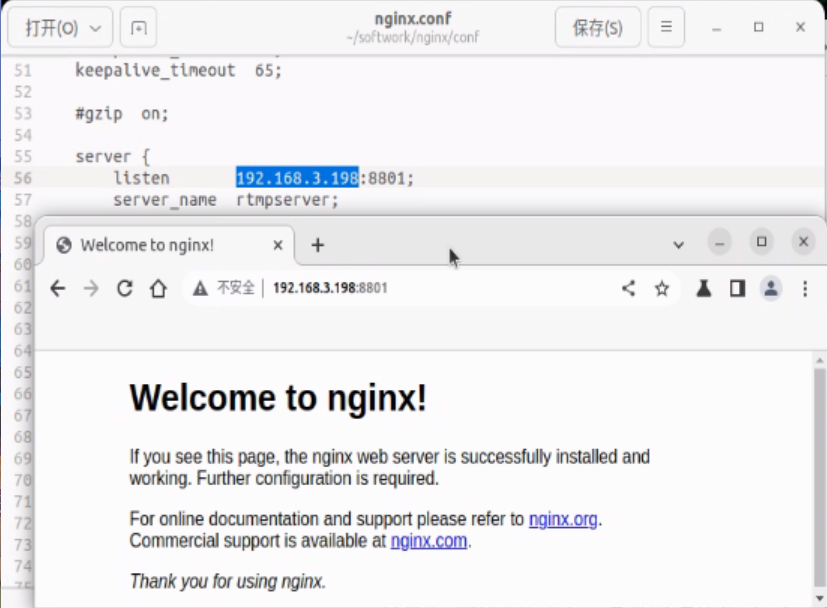 打开(O)
nginx.conf
~/softwork/nginx/conf
保存(S)
51 keepalive_timeout 65;
52
53 #gzip on;
54
55 server {
56 listen 192.168.3.198:8801;
57 server_name rtmpserver;
58
59
60
61
62
63
64
65
66
67
68
69
70
71
72
73
74
Welcome to nginx!
不安全 192.168.3.198:8801
Welcome to nginx!
If you see this page, the nginx web server is successfully installed and
working. Further configuration is required.
For online documentation and support please refer to nginx.org.
Commercial support is available at nginx.com.
Thank you for using nginx.